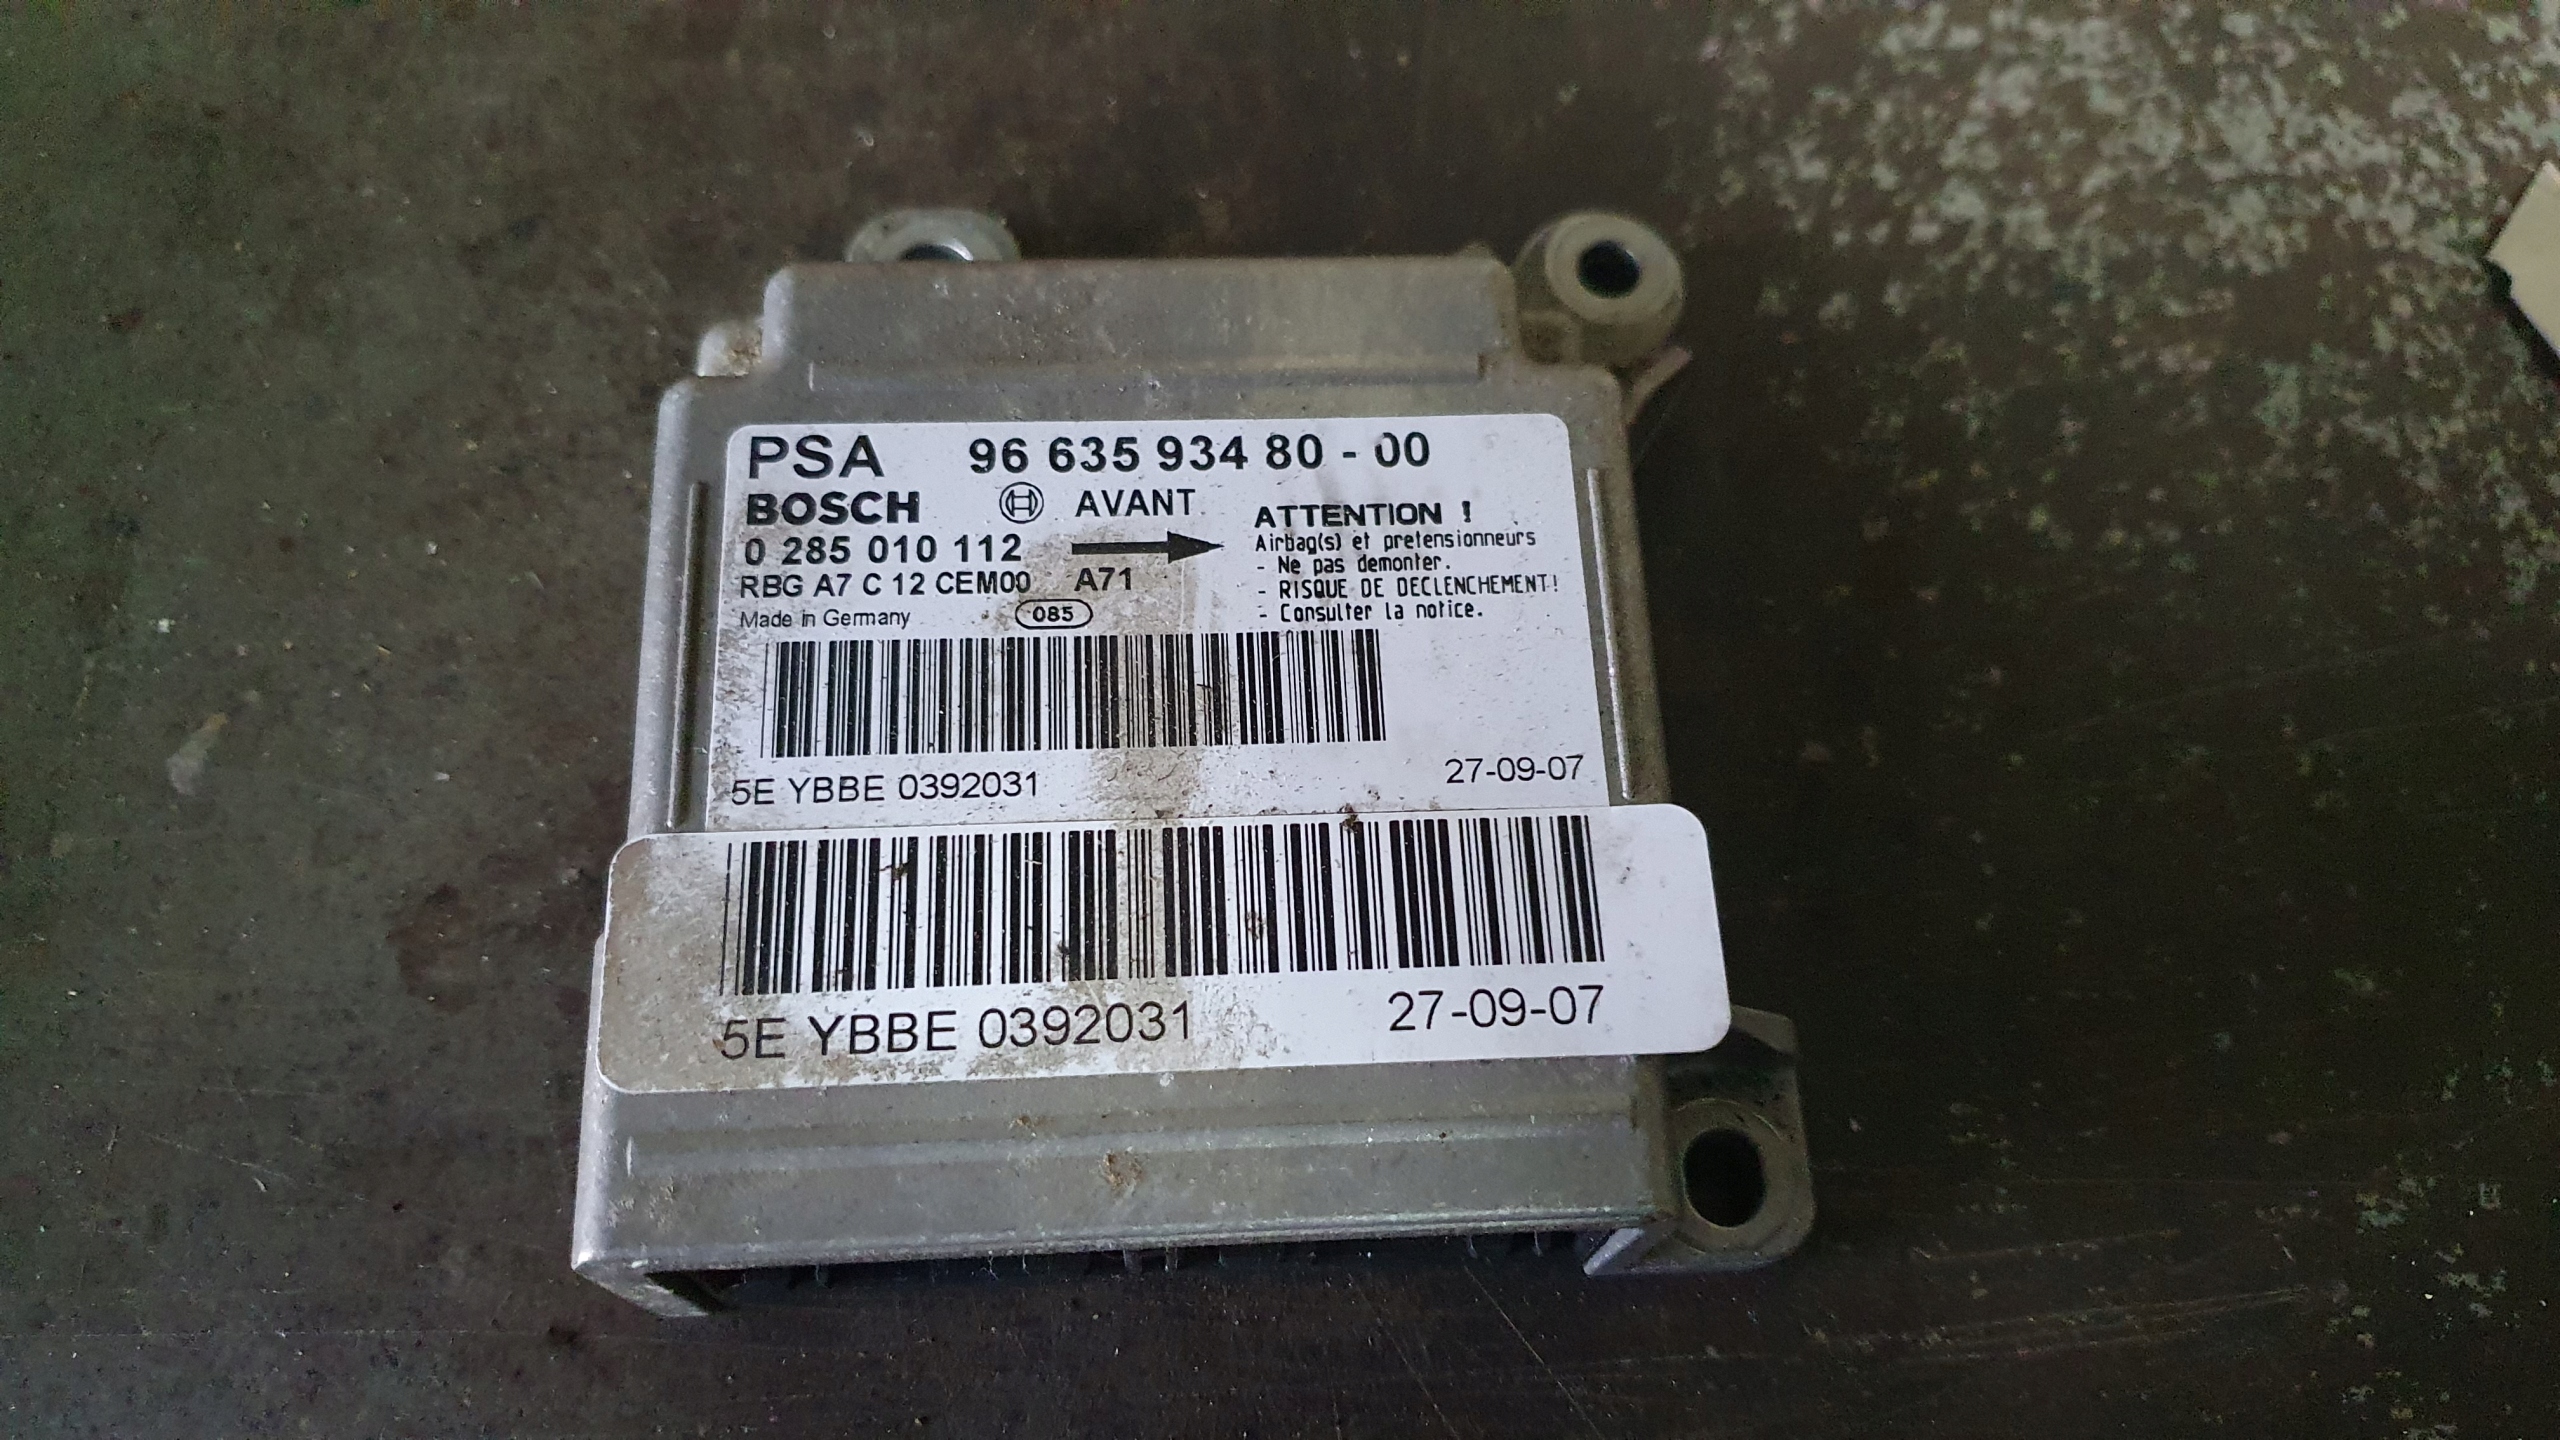 PSA 96 635 934 80 - 00
BOSCH AVANT
0 285 010 112
RBG A7 C 12 CEM00 A71
Made in Germany 085
ATTENTION !
Airbag(s) et pretensionneurs
- Ne pas demonter.
- RISQUE DE DECLENCHEMENT!
- Consulter la notice.
5E YBBE 0392031 27-09-07
5E YBBE 0392031 27-09-07